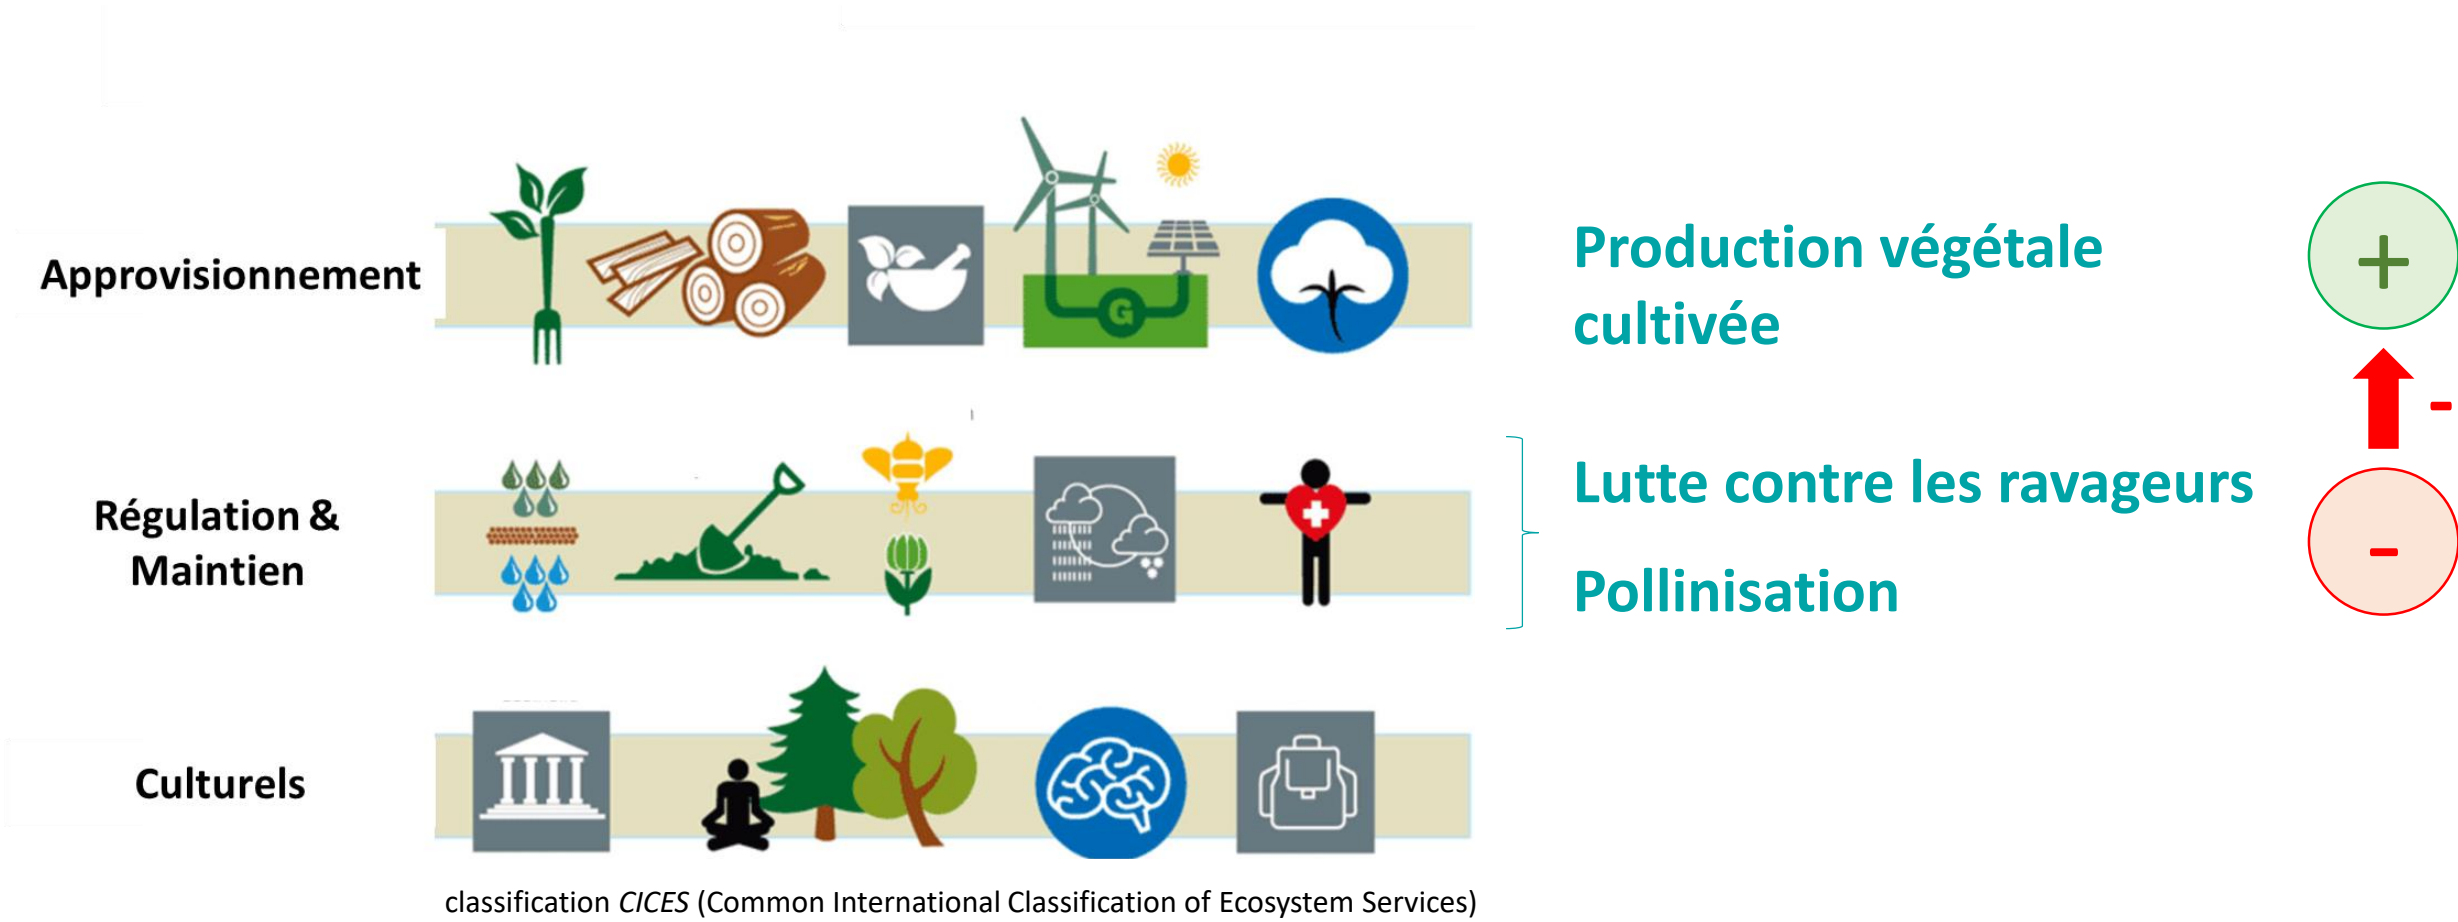 Approvisionnement
G
Production végétale
cultivée
+
-
Régulation &
Maintien
Lutte contre les ravageurs
Pollinisation
-
Culturels
classification CICES (Common International Classification of Ecosystem Services)